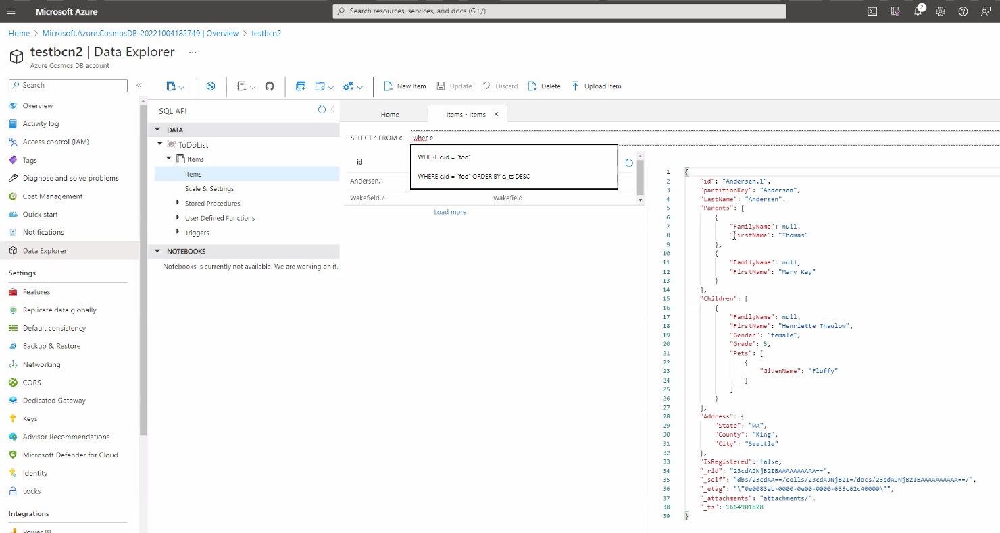 Microsoft Azure
Search resources, services, and docs (G+/)
2
Home > Microsoft.Azure.CosmosDB-20221004182749 | Overview > testbcn2
testbcn2 | Data Explorer ...
Azure Cosmos DB account
Search
Overview
Activity log
Access control (IAM)
Tags
Diagnose and solve problems
Cost Management
Quick start
Notifications
Data Explorer
Settings
Features
Replicate data globally
Default consistency
Backup & Restore
Networking
CORS
Dedicated Gateway
Keys
Advisor Recommendations
Microsoft Defender for Cloud
Identity
Locks
Integrations
Power BI
New Item
Update
Discard
Delete
Upload Item
SQL API
DATA
ToDoList
Items
Items
Scale & Settings
Stored Procedures
User Defined Functions
Triggers
NOTEBOOKS
Notebooks is currently not available. We are working on it.
Home
Items - Items
SELECT * FROM c
wher e
WHERE c.id = "foo"
WHERE c.id = "foo" ORDER BY c._ts DESC
id
Andersen.1
Wakefield.7 Wakefield
Load more
1 {
2 "id": "Andersen.1",
3 "partitionKey": "Andersen",
4 "LastName": "Andersen",
5 "Parents": [
6 {
7 "FamilyName": null,
8 "FirstName": "Thomas"
9 },
10 {
11 "FamilyName": null,
12 "FirstName": "Mary Kay"
13 }
14 ],
15 "Children": [
16 {
17 "FamilyName": null,
18 "FirstName": "Henriette Thaulow",
19 "Gender": "female",
20 "Grade": 5,
21 "Pets": [
22 {
23 "GivenName": "Fluffy"
24 }
25 ]
26 }
27 ],
28 "Address": {
29 "State": "WA",
30 "County": "King",
31 "City": "Seattle"
32 },
33 "IsRegistered": false,
34 "_rid": "23cdAJNjB2IBAAAAAAAAAA==",
35 "_self": "dbs/23cdAA==/colls/23cdAJNjB2I=/docs/23cdAJNjB2IBAAAAAAAAAA==/",
36 "_etag": "\"0e0083ab-0000-0e00-0000-633c62c40000\"",
37 "_attachments": "attachments/",
38 "_ts": 1664901828
39 }